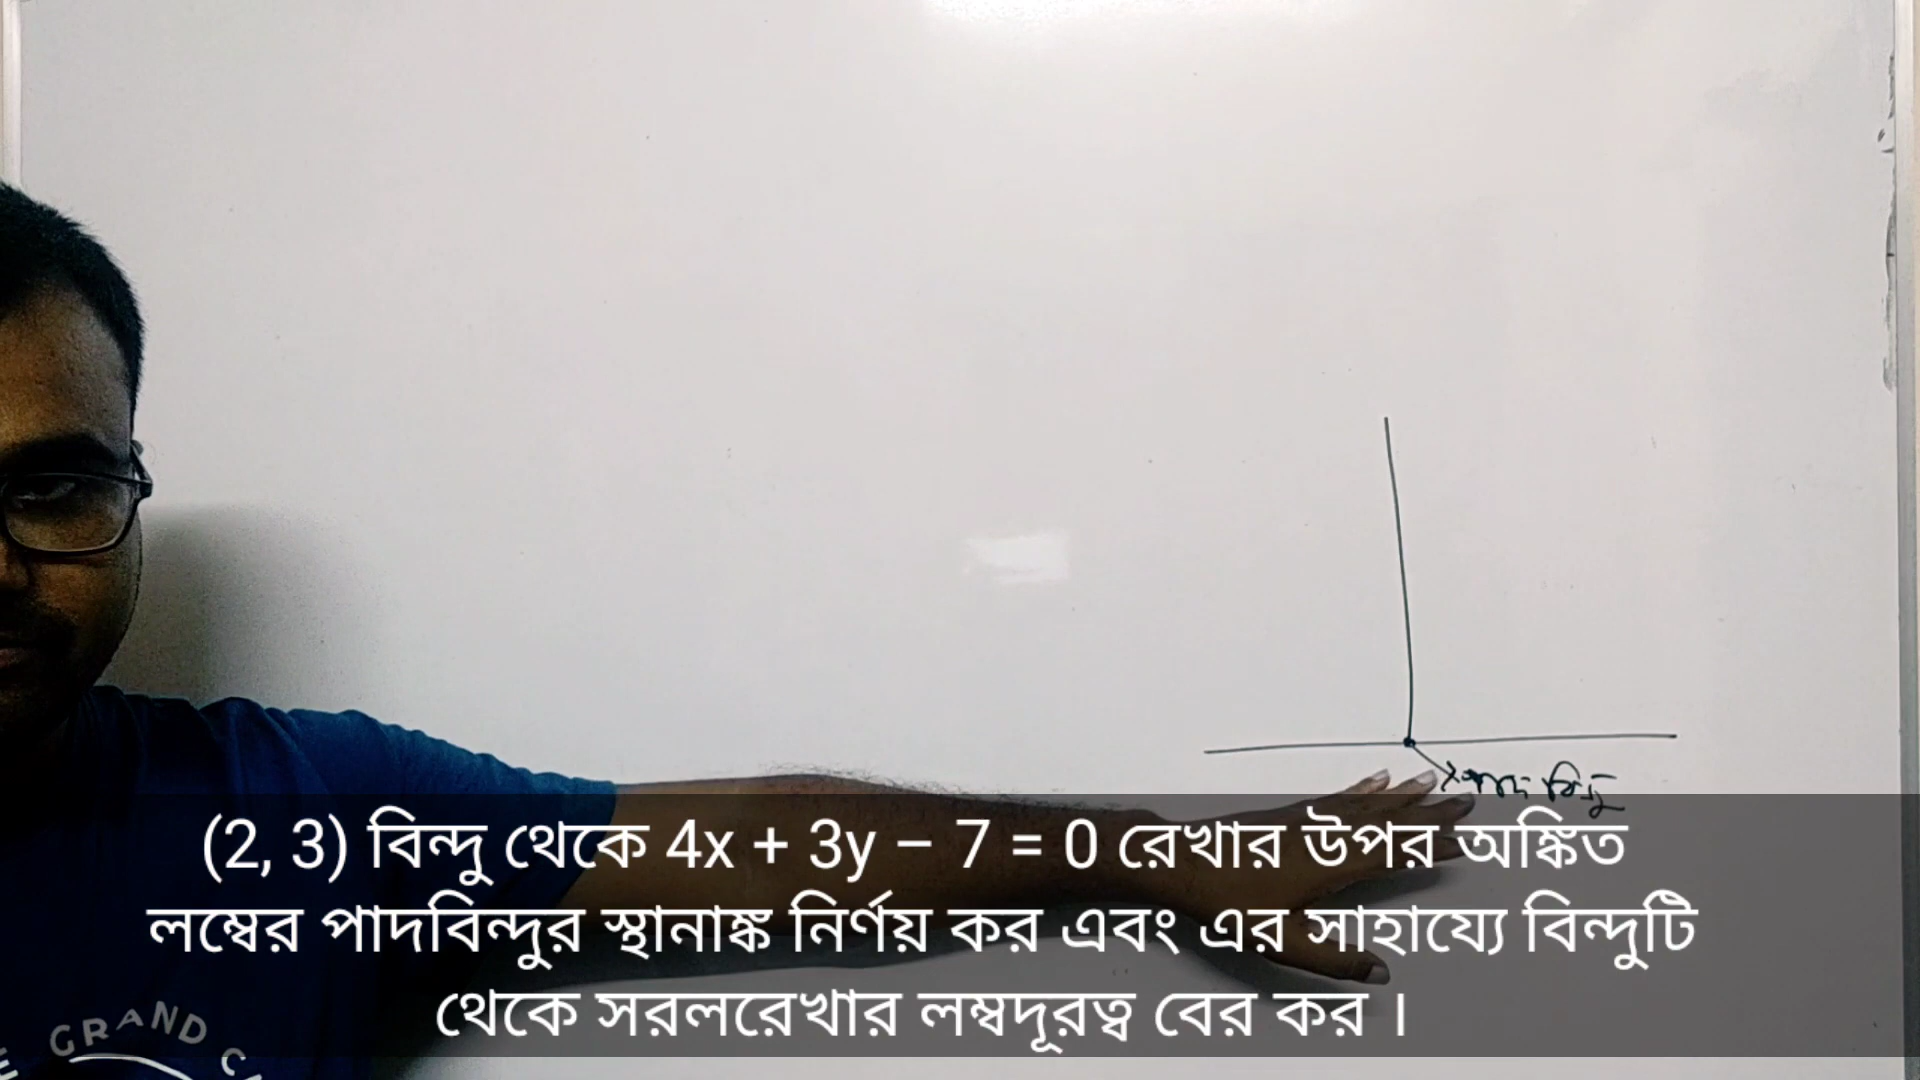 পাদ বিন্দু
(2, 3) বিন্দু থেকে 4x + 3y – 7 = 0 রেখার উপর অঙ্কিত
লম্বের পাদবিন্দুর স্থানাঙ্ক নির্ণয় কর এবং এর সাহায্যে বিন্দুটি
থেকে সরলরেখার লম্বদূরত্ব বের কর ।
GRAND C